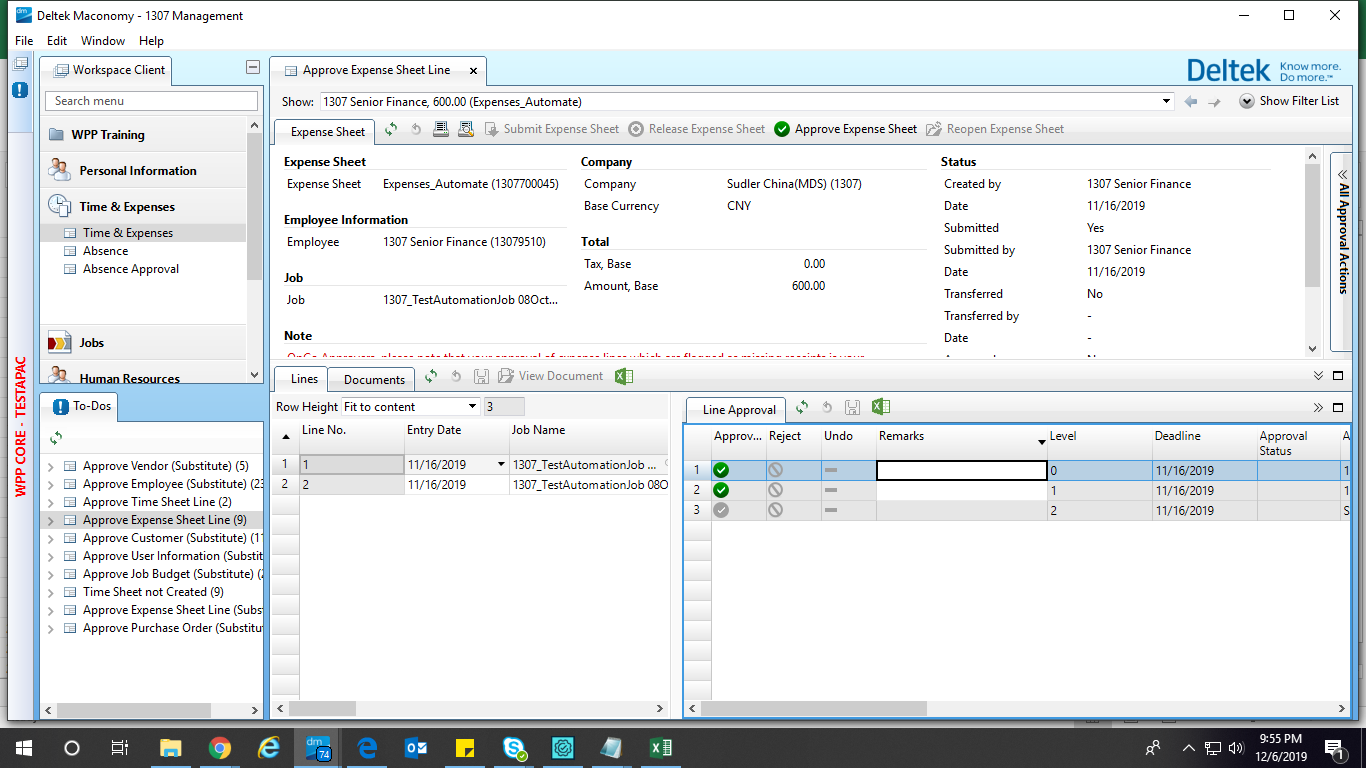 Deltek Maconomy - 1307 Management
File Edit Window Help
Workspace Client
Search menu
WPP Training
Personal Information
Time & Expenses
Time & Expenses
Absence
Absence Approval
Jobs
Human Resources
WPP CORE - TESTAPAC
To-Dos
Approve Vendor (Substitute) (5)
Approve Employee (Substitute) (23
Approve Time Sheet Line (2)
Approve Expense Sheet Line (9)
Approve Customer (Substitute) (11
Approve User Information (Substit
Approve Job Budget (Substitute) (2
Time Sheet not Created (9)
Approve Expense Sheet Line (Subst
Approve Purchase Order (Substitu
Approve Expense Sheet Line
Deltek Know more. Do more.™
Show: 1307 Senior Finance, 600.00 (Expenses_Automate)
Show Filter List
Expense Sheet Submit Expense Sheet Release Expense Sheet Approve Expense Sheet Reopen Expense Sheet
Expense Sheet
Expense Sheet Expenses_Automate (1307700045)
Employee Information
Employee 1307 Senior Finance (13079510)
Job
Job 1307_TestAutomationJob 08Oct...
Note
Company
Company Sudler China(MDS) (1307)
Base Currency CNY
Total
Tax, Base 0.00
Amount, Base 600.00
Status
Created by 1307 Senior Finance
Date 11/16/2019
Submitted Yes
Submitted by 1307 Senior Finance
Date 11/16/2019
Transferred No
Transferred by -
Date -
All Approval Actions
Lines Documents View Document
Row Height Fit to content 3
Line No. Entry Date Job Name
1 1 11/16/2019 1307_TestAutomationJob ...
2 2 11/16/2019 1307_TestAutomationJob 08O
Line Approval
Approv... Reject Undo Remarks Level Deadline Approval Status A
1 0 11/16/2019 1
2 1 11/16/2019 1
3 2 11/16/2019 S
dm 74
9:55 PM
12/6/2019
1